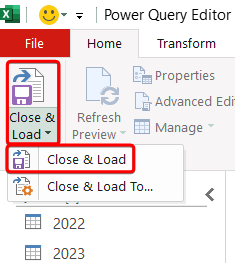 Power Query Editor
File Home Transform
Close &
Load
Refresh
Preview
Properties
Advanced Edi
Manage
Close & Load
Close & Load To...
2022
2023